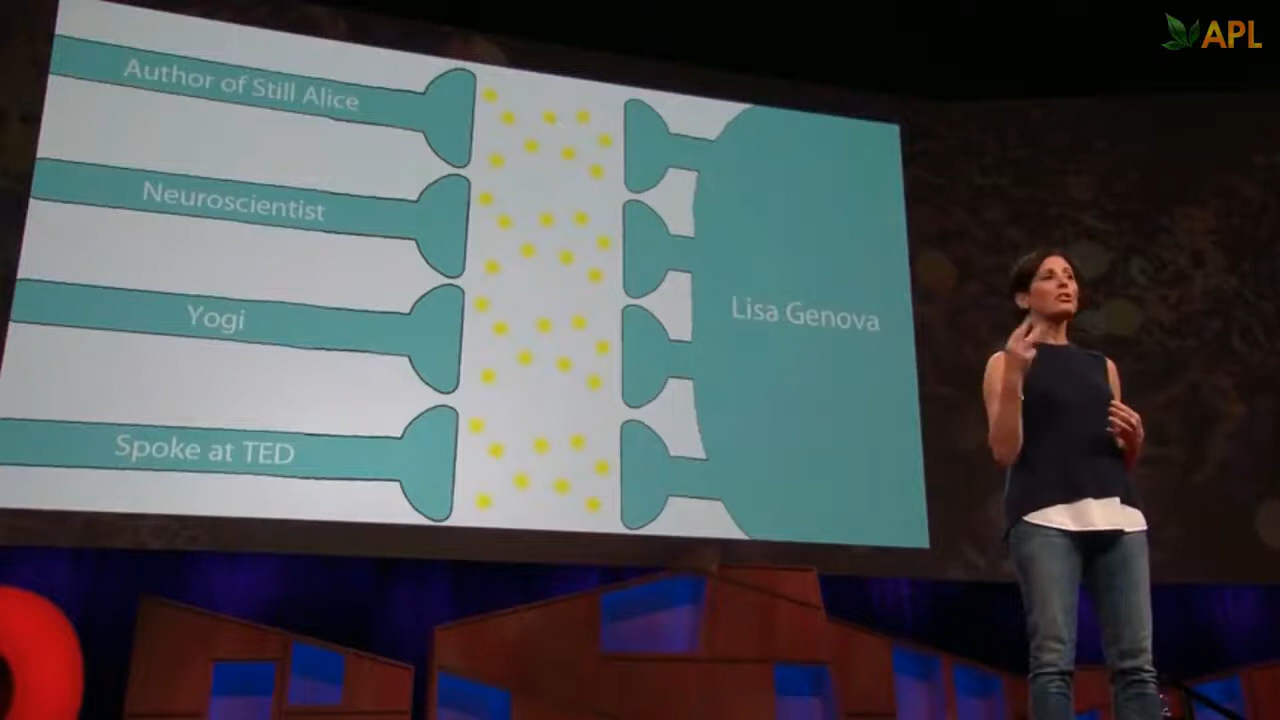 APL
Author of Still Alice
Neuroscientist
Yogi
Spoke at TED
Lisa Genova